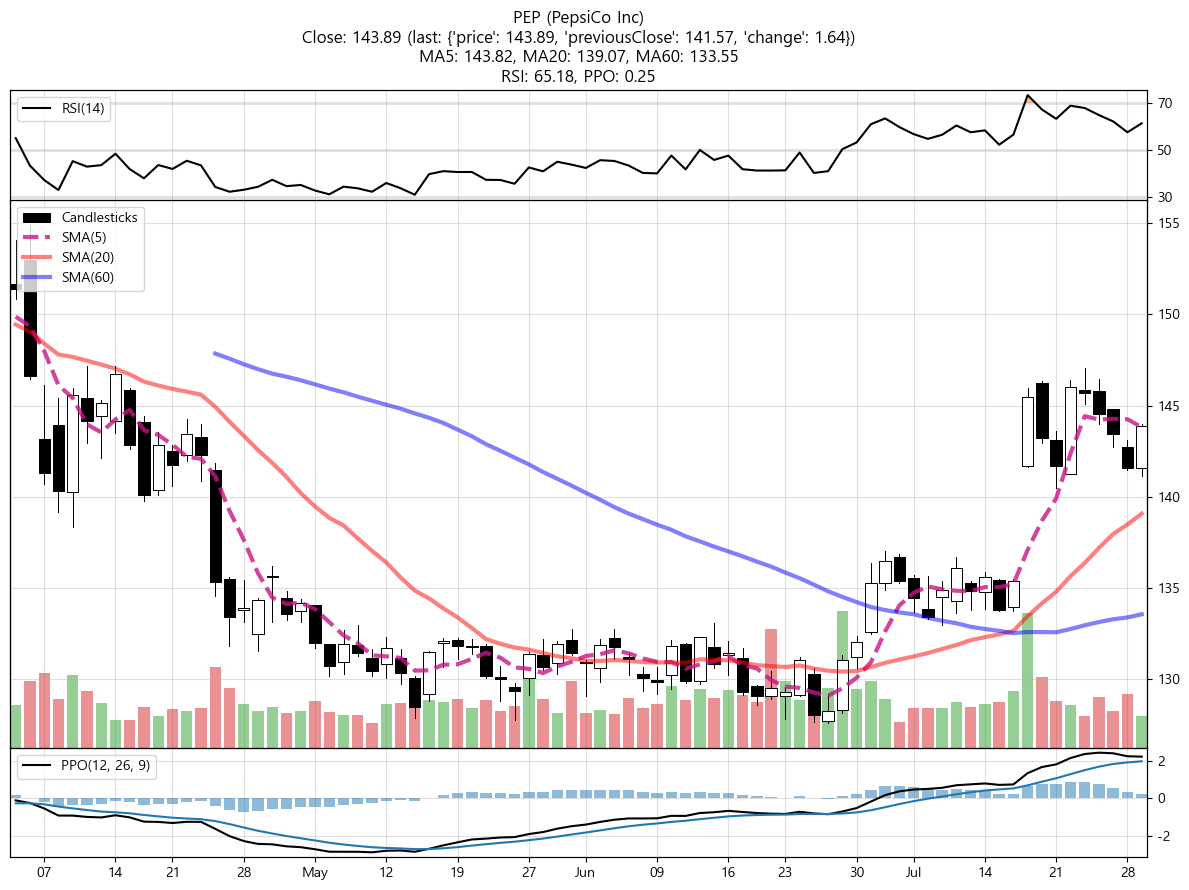 PEP (PepsiCo Inc)
Close: 143.89 (last: {'price': 143.89, 'previousClose': 141.57, 'change': 1.64})
MA5: 143.82, MA20: 139.07, MA60: 133.55
RSI: 65.18, PPO: 0.25
RSI(14)
70
50
30
Candlesticks
SMA(5)
SMA(20)
SMA(60)
155
150
145
140
135
130
PPO(12, 26, 9)
2
0
-2
07 14 21 28 May 12 19 27 Jun 09 16 23 30 Jul 14 21 28